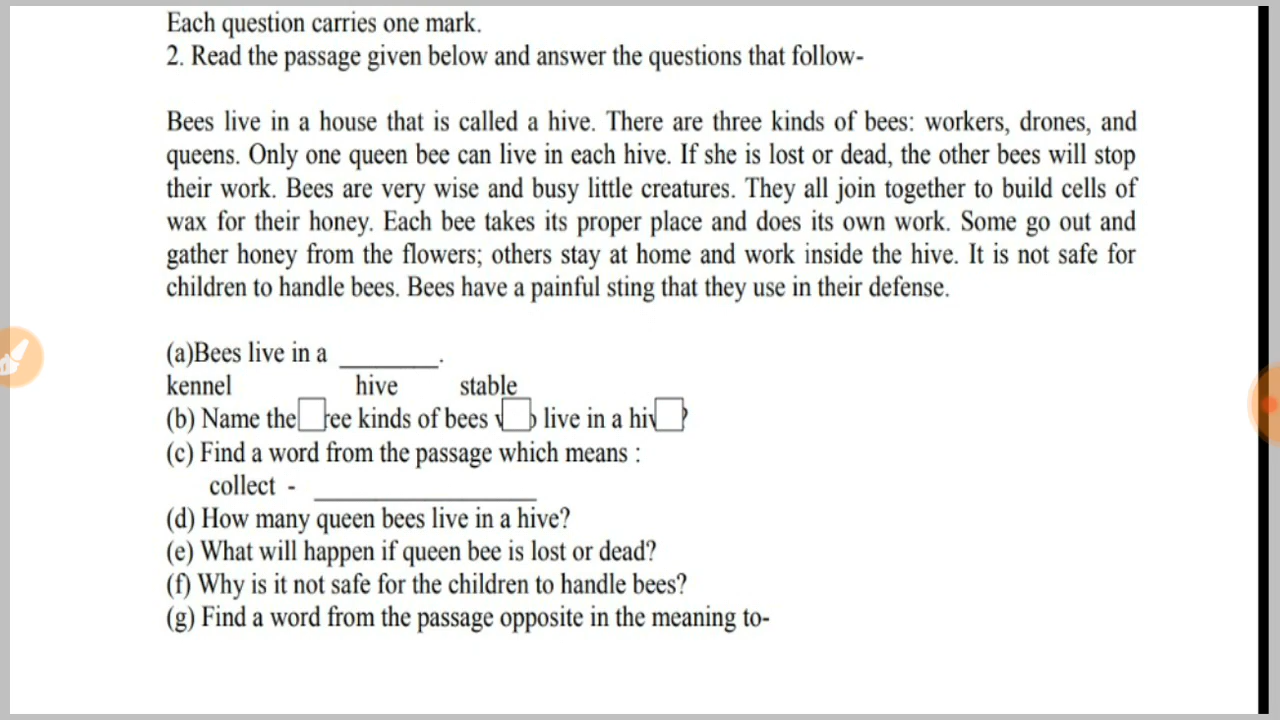 Each question carries one mark.
2. Read the passage given below and answer the questions that follow-
Bees live in a house that is called a hive. There are three kinds of bees: workers, drones, and
queens. Only one queen bee can live in each hive. If she is lost or dead, the other bees will stop
their work. Bees are very wise and busy little creatures. They all join together to build cells of
wax for their honey. Each bee takes its proper place and does its own work. Some go out and
gather honey from the flowers; others stay at home and work inside the hive. It is not safe for
children to handle bees. Bees have a painful sting that they use in their defense.
(a)Bees live in a ________.
kennel hive stable
(b) Name the ree kinds of bees live in a hiv ?
(c) Find a word from the passage which means :
collect - ________________
(d) How many queen bees live in a hive?
(e) What will happen if queen bee is lost or dead?
(f) Why is it not safe for the children to handle bees?
(g) Find a word from the passage opposite in the meaning to-